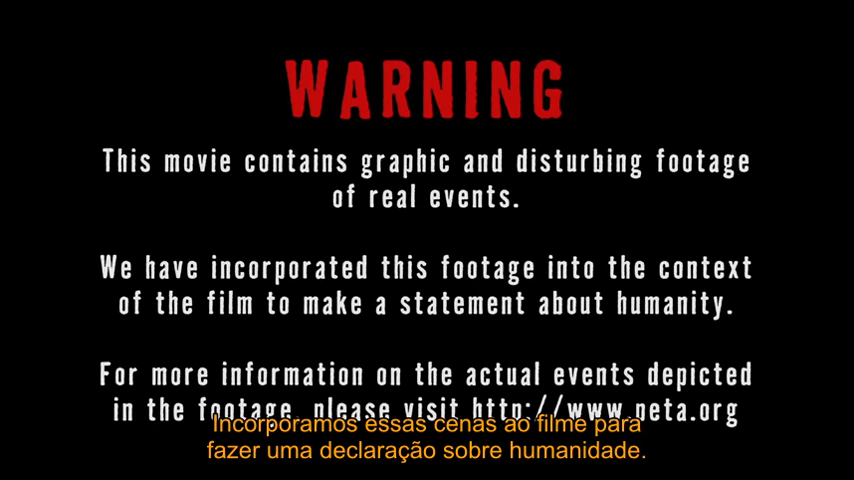 WARNING
This movie contains graphic and disturbing footage
of real events.
We have incorporated this footage into the context
of the film to make a statement about humanity.
For more information on the actual events depicted
in the footage, please visit http://www.peta.org
Incorporamos essas cenas ao filme para
fazer uma declaração sobre humanidade.